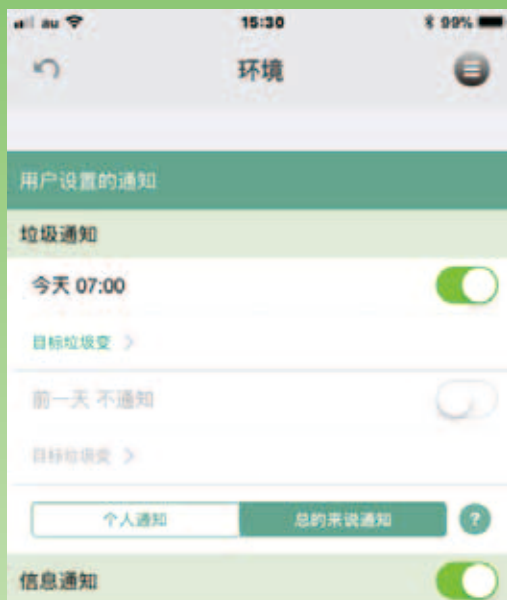 au 15:30 99%
环境
用户设置的通知
垃圾通知
今天 07:00
目标垃圾变 >
前一天 不通知
目标垃圾变 >
个人通知 总的来说通知 ?
信息通知